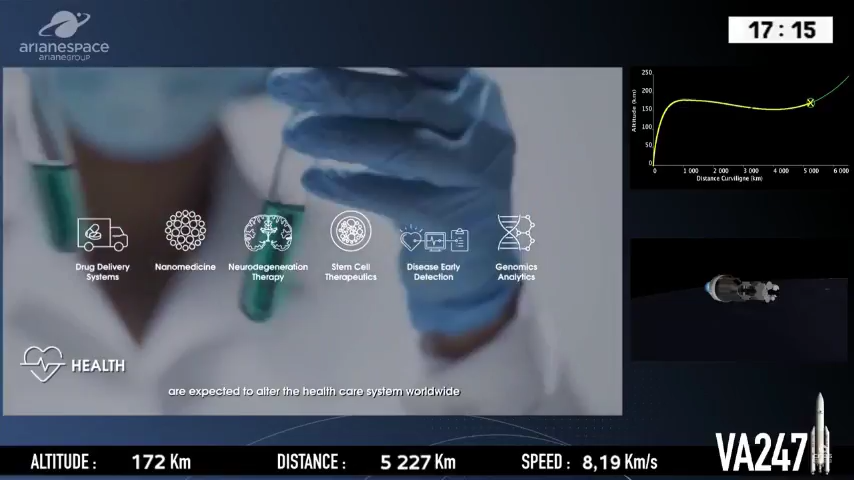 arianespace
arianeGROUP
17:15
Altitude (km)
250
200
150
100
50
0
0 1 000 2 000 3 000 4 000 5 000 6 000
Distance Curviligne (km)
Drug Delivery Systems
Nanomedicine
Neurodegeneration Therapy
Stem Cell Therapeutics
Disease Early Detection
Genomics Analytics
HEALTH
are expected to alter the health care system worldwide
ALTITUDE : 172 Km DISTANCE : 5 227 Km SPEED : 8,19 Km/s
VA247